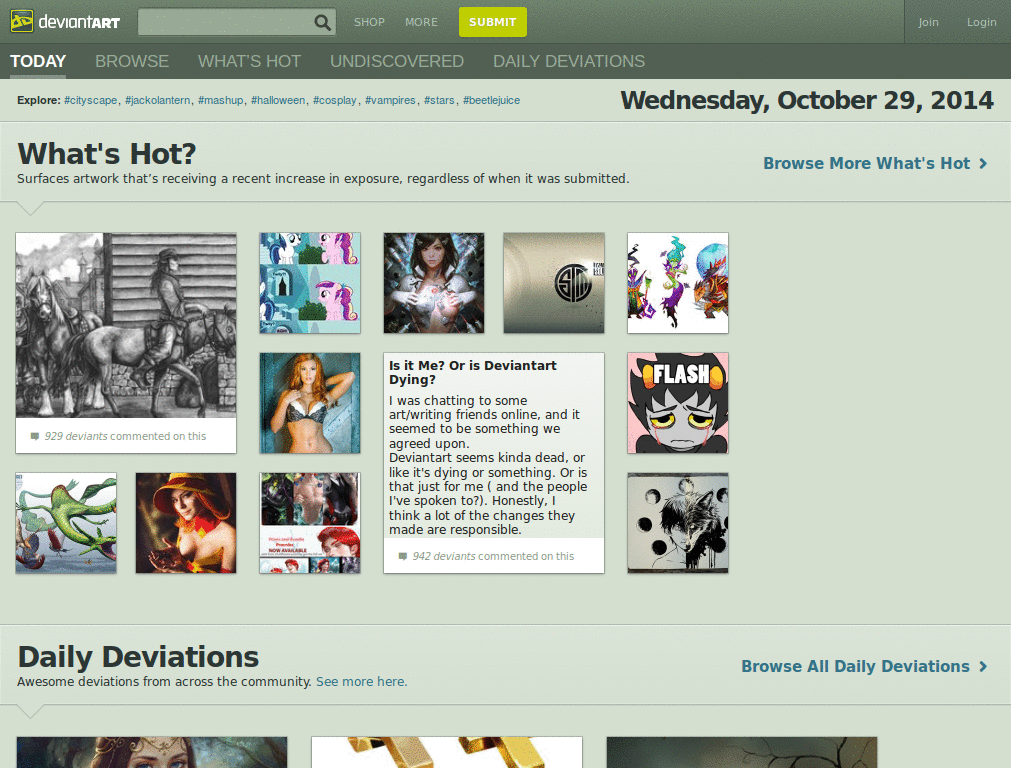 deviantART SHOP MORE SUBMIT Join Login
TODAY BROWSE WHAT'S HOT UNDISCOVERED DAILY DEVIATIONS
Explore: #cityscape, #jackolantern, #mashup, #halloween, #cosplay, #vampires, #stars, #beetlejuice
Wednesday, October 29, 2014
What's Hot?
Surfaces artwork that's receiving a recent increase in exposure, regardless of when it was submitted.
Browse More What's Hot
929 deviants commented on this
Is it Me? Or is Deviantart
Dying?
I was chatting to some
art/writing friends online, and it
seemed to be something we
agreed upon.
Deviantart seems kinda dead, or
like it's dying or something. Or is
that just for me ( and the people
I've spoken to?). Honestly, I
think a lot of the changes they
made are responsible.
942 deviants commented on this
FLASH
NOW AVAILABLE
Daily Deviations
Awesome deviations from across the community. See more here.
Browse All Daily Deviations